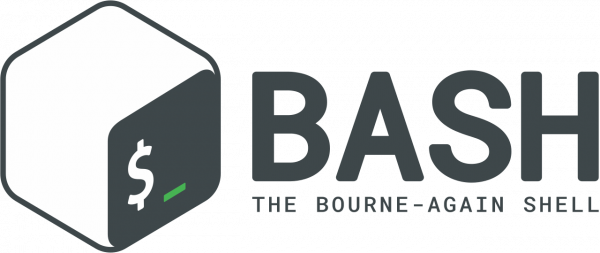 $_
BASH
THE BOURNE-AGAIN SHELL